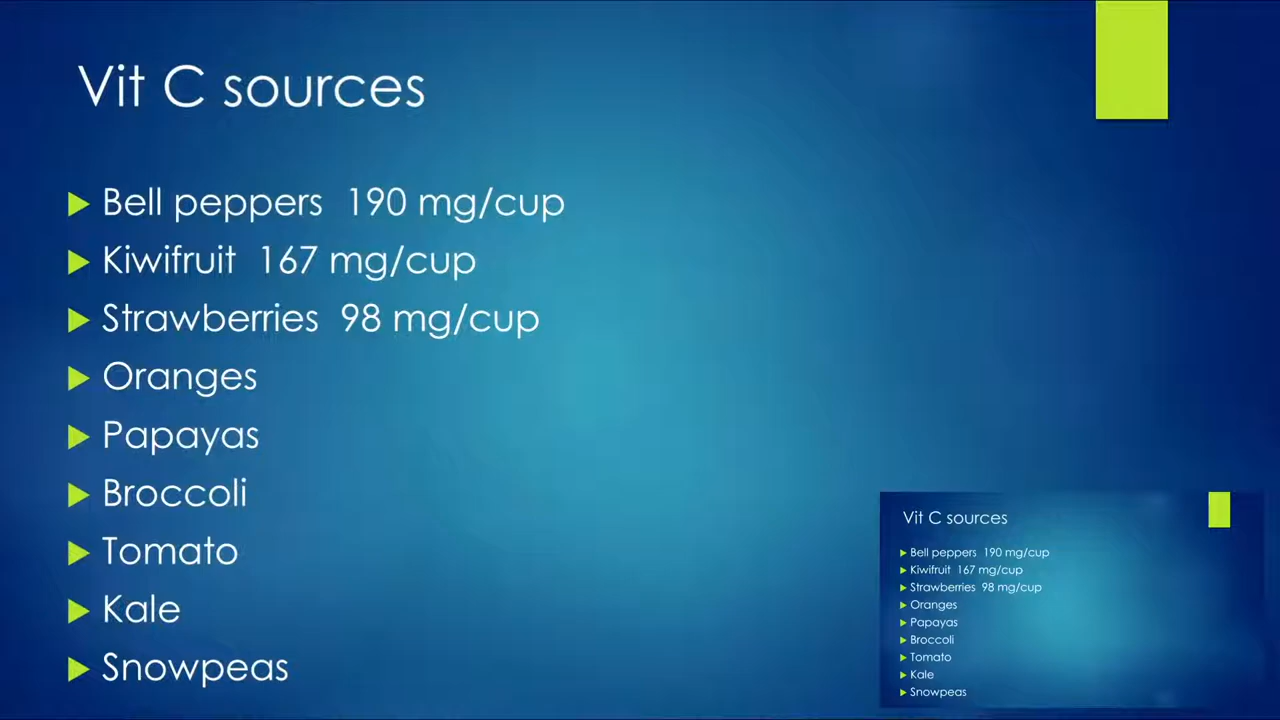 Vit C sources
Bell peppers 190 mg/cup
Kiwifruit 167 mg/cup
Strawberries 98 mg/cup
Oranges
Papayas
Broccoli
Tomato
Kale
Snowpeas
Vit C sources
Bell peppers 190 mg/cup
Kiwifruit 167 mg/cup
Strawberries 98 mg/cup
Oranges
Papayas
Broccoli
Tomato
Kale
Snowpeas